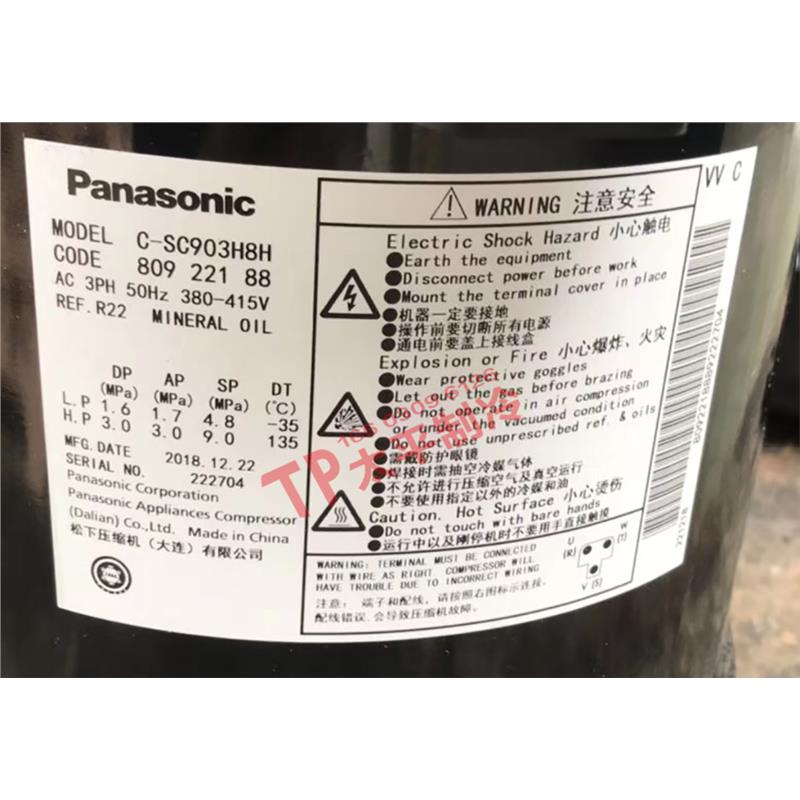 Panasonic
MODEL C-SC903H8H
CODE 809 221 88
AC 3PH 50Hz 380-415V
REF.R22 MINERAL OIL
DP AP SP DT
(MPa) (MPa) (MPa) (℃)
L.P 1.6 1.7 4.8 -35
H.P 3.0 3.0 9.0 135
MFG.DATE 2018.12.22
SERIAL NO. 222704
Panasonic Corporation
Panasonic Appliances Compressor
(Dalian) Co.,Ltd. Made in China
松下压缩机（大连）有限公司
WARNING 注意安全
Electric Shock Hazard 小心触电
●Earth the equipment
●Disconnect power before work
●Mount the terminal cover in place
●机器一定要接地
●操作前要切断所有电源
●通电前要盖上接线盒
Explosion or Fire 小心爆炸、火灾
●Wear protective goggles
●Let out the gas before brazing
●Do not operate in air compression
or under the vacuumed condition
●Do not use unprescribed ref. & oils
●需戴防护眼镜
●焊接时需抽空冷媒气体
●不允许进行压缩空气及真空运行
●不要使用指定以外的冷媒和油
Caution. Hot Surface 小心烫伤
●Do not touch with bare hands
●运行中以及刚停机时不要用手直接触摸
WARNING: TERMINAL MUST BE CONNECTED
WITH WIRE AS RIGHT. COMPRESSOR WILL
HAVE TROUBLE DUE TO INCORRECT WIRING
注意: 端子和配线, 请按照右图标示连接.
配线错误.会导致压缩机故障.
U
(R)
W
(T)
V (S)
VV C
8092218889222704
221218
TP太平制冷